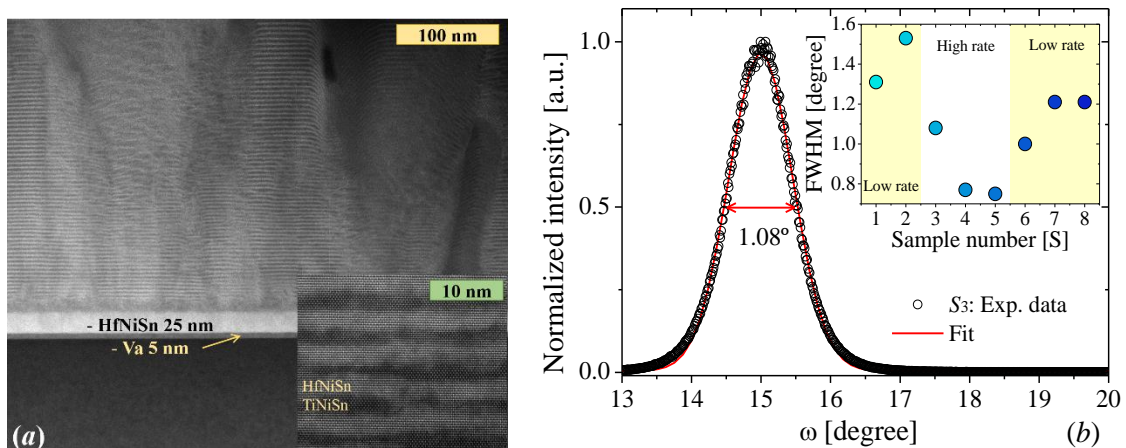 100 nm
- HfNiSn 25 nm
- Va 5 nm
10 nm
HfNiSn
TiNiSn
(a)
Normalized intensity [a.u.]
1.0
0.5
0.0
1.08º
S3: Exp. data
Fit
13 14 15 16 17 18 19 20
ω [degree]
(b)
FWHM [degree]
1.6
1.4
1.2
1.0
0.8
High rate
Low rate
Low rate
1 2 3 4 5 6 7 8
Sample number [S]